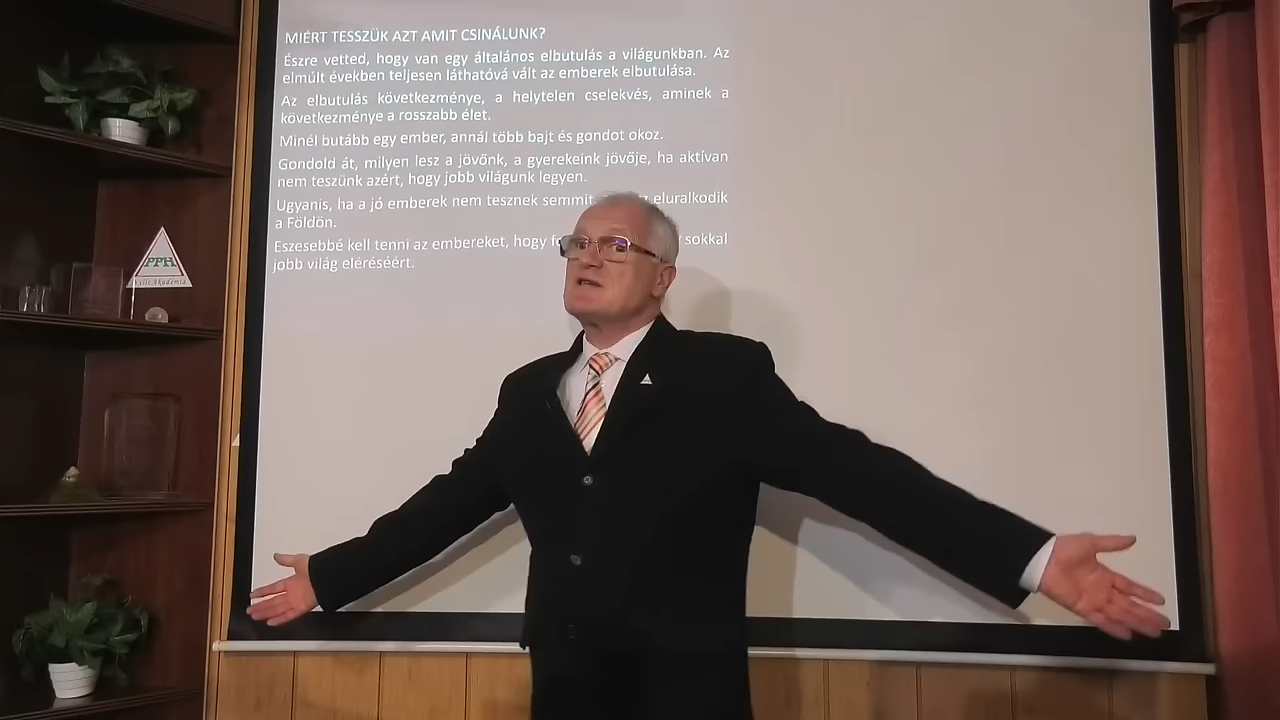 MIÉRT TESSZÜK AZT AMIT CSINÁLUNK?
Észre vetted, hogy van egy általános elbutulás a világunkban. Az
elmúlt években teljesen láthatóvá vált az emberek elbutulása.
Az elbutulás következménye, a helytelen cselekvés, aminek a
következménye a rosszabb élet.
Minél butább egy ember, annál több bajt és gondot okoz.
Gondold át, milyen lesz a jövőnk, a gyerekeink jövője, ha aktívan
nem teszünk azért, hogy jobb világunk legyen.
Ugyanis, ha a jó emberek nem tesznek semmit, eluralkodik
a Földön.
Eszesebbé kell tenni az embereket, hogy sokkal
jobb világ eléréséért.
PPH